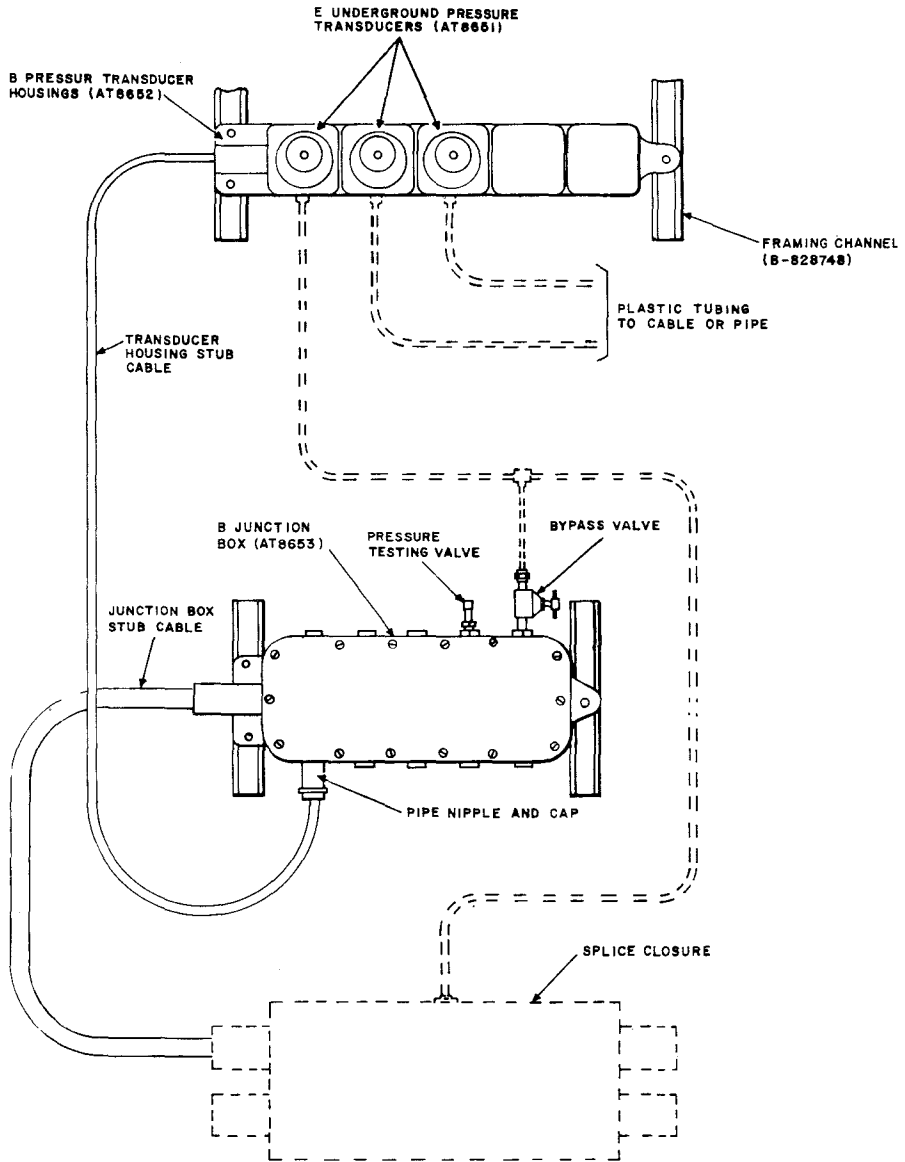 E UNDERGROUND PRESSURE
TRANSDUCERS (AT8651)
B PRESSUR TRANSDUCER
HOUSINGS (AT8652)
FRAMING CHANNEL
(B-828748)
PLASTIC TUBING
TO CABLE OR PIPE
TRANSDUCER
HOUSING STUB
CABLE
B JUNCTION
BOX (AT8653)
PRESSURE
TESTING VALVE
BYPASS VALVE
JUNCTION BOX
STUB CABLE
PIPE NIPPLE AND CAP
SPLICE CLOSURE